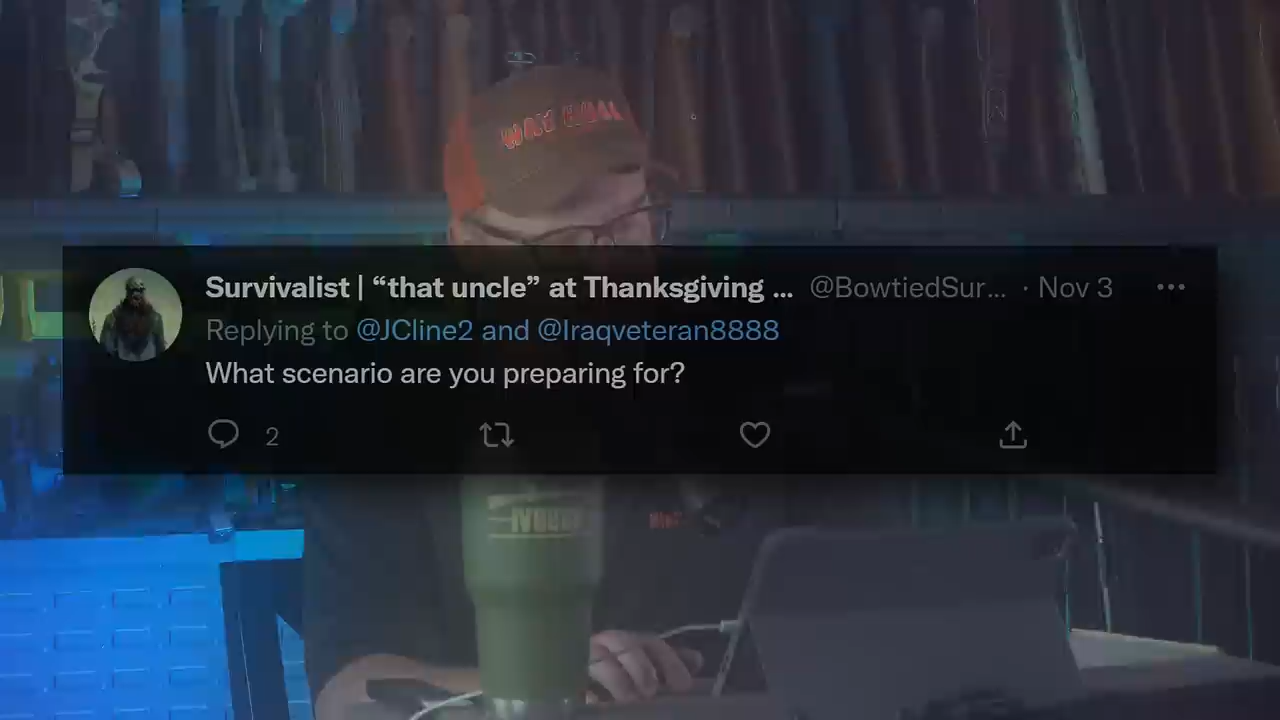 Survivalist | “that uncle” at Thanksgiving ... @BowtiedSur... · Nov 3
Replying to @JCline2 and @Iraqveteran8888
What scenario are you preparing for?
2